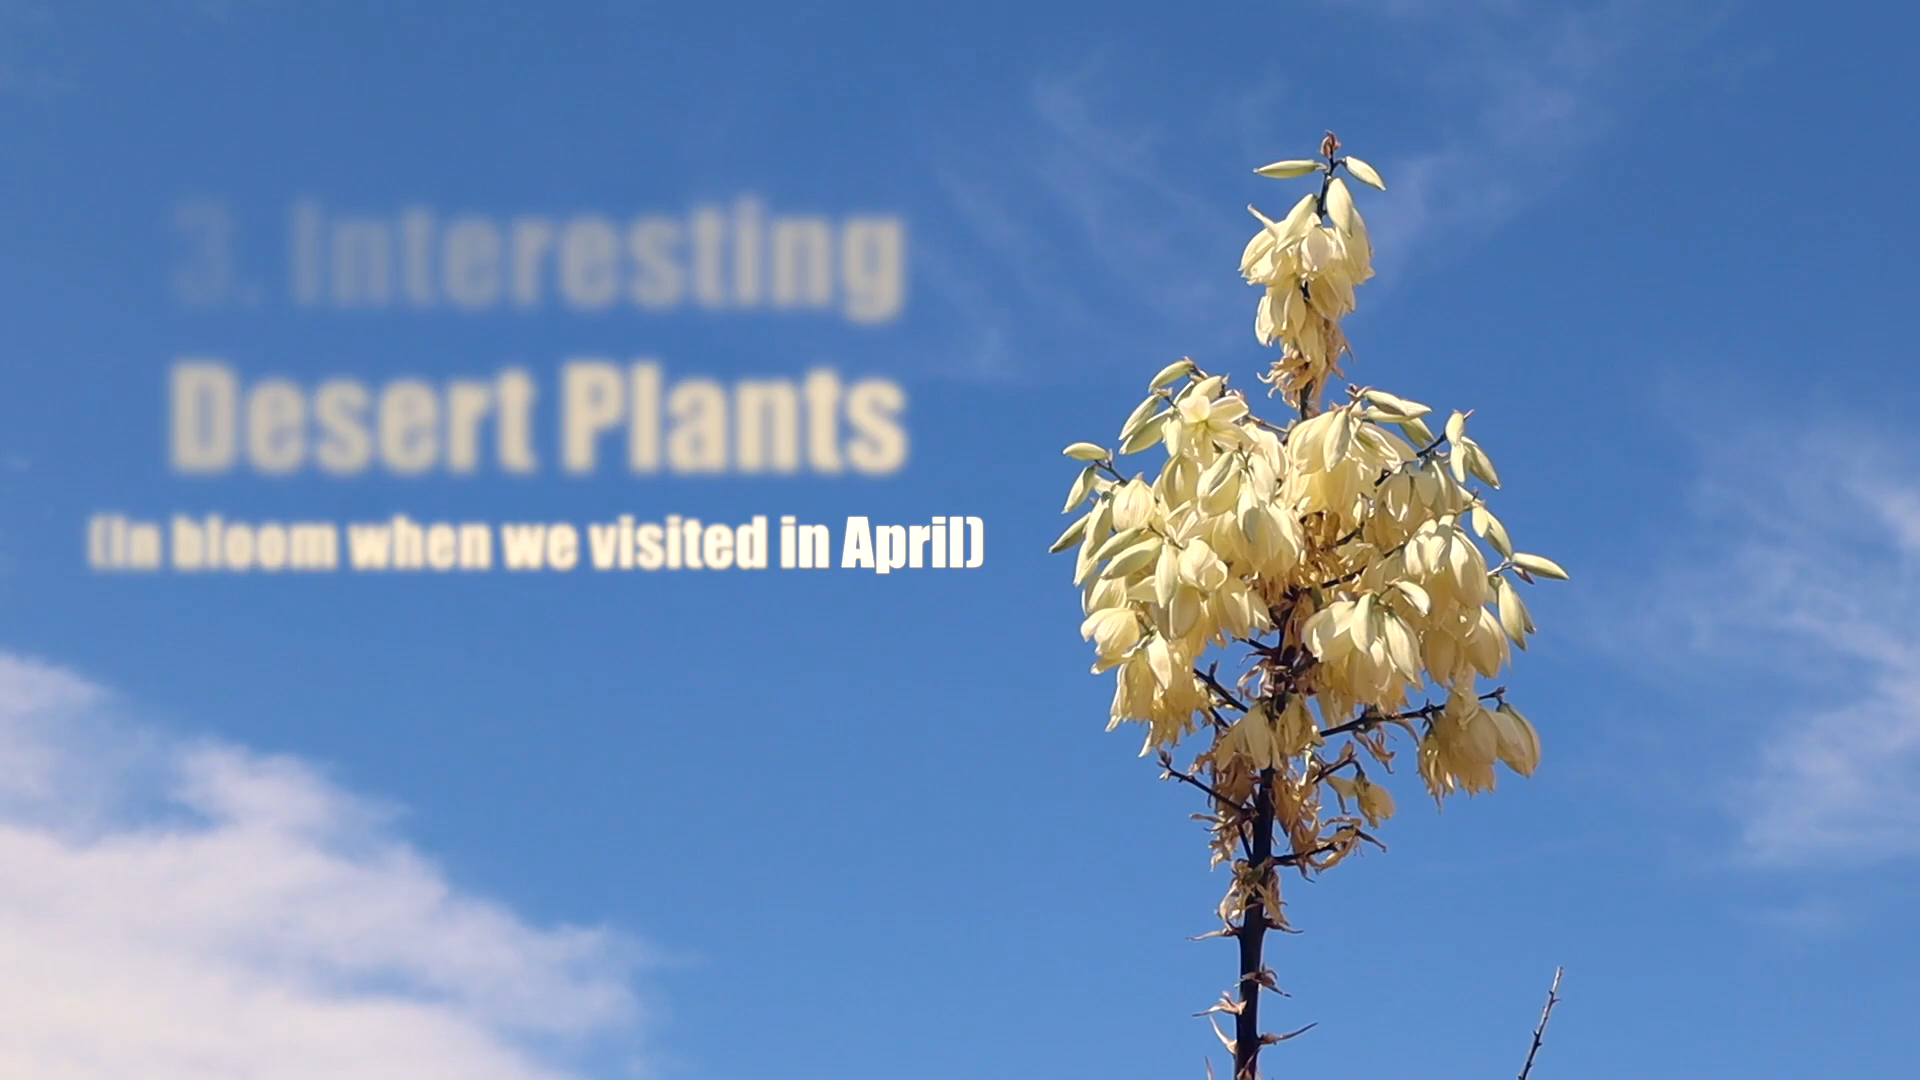 3. Interesting
Desert Plants
(In bloom when we visited in April)